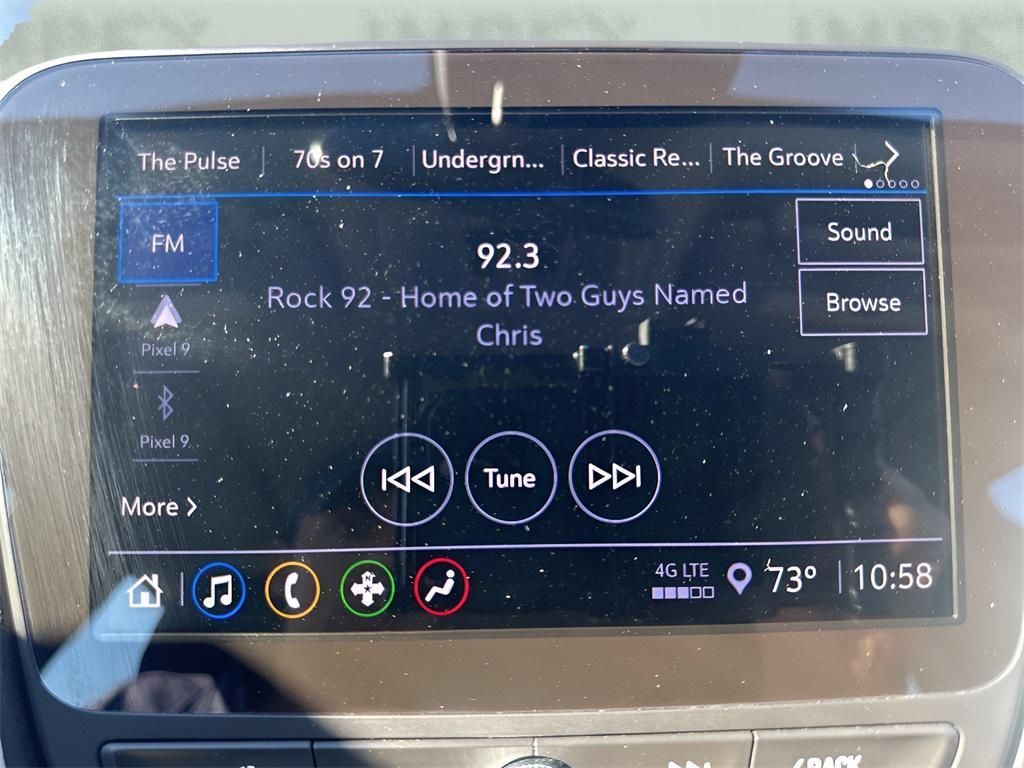 The Pulse
70s on 7
Undergrn...
Classic Re...
The Groove
FM
92.3
Rock 92 - Home of Two Guys Named
Chris
Sound
Browse
Pixel 9
Pixel 9
More
Tune
4G LTE
73°
10:58
BACK